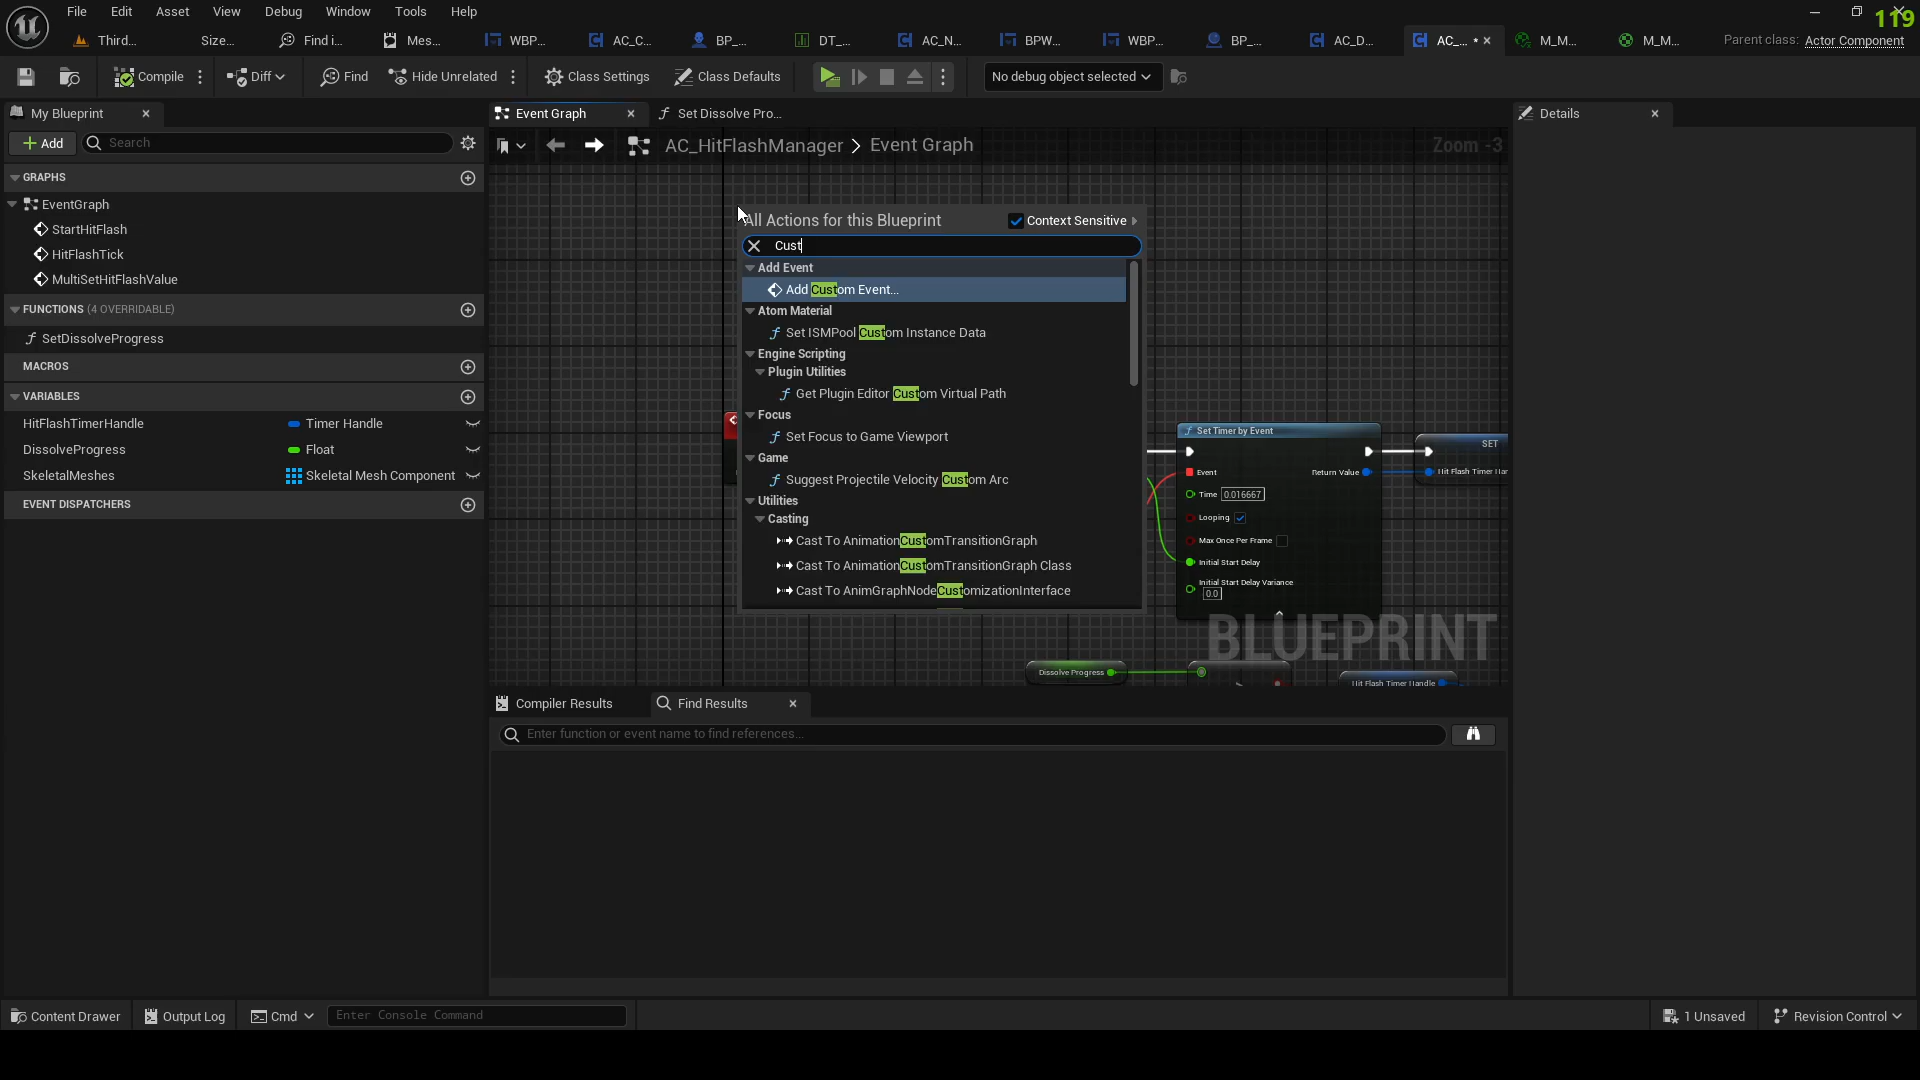 File Edit Asset View Debug Window Tools Help
119
Third... Size... Find i... Mes... WBP... AC_C... BP_... DT_... AC_N... BPW... WBP... BP_... AC_D... AC_... * M_M... M_M... Parent class: Actor Component
Compile Diff Find Hide Unrelated Class Settings Class Defaults No debug object selected
My Blueprint Event Graph Set Dissolve Pro... Details
Add Search
AC_HitFlashManager > Event Graph Zoom -3
GRAPHS
EventGraph
StartHitFlash
HitFlashTick
MultiSetHitFlashValue
FUNCTIONS (4 OVERRIDABLE)
SetDissolveProgress
MACROS
VARIABLES
HitFlashTimerHandle Timer Handle
DissolveProgress Float
SkeletalMeshes Skeletal Mesh Component
EVENT DISPATCHERS
All Actions for this Blueprint Context Sensitive
Cust
Add Event
Add Custom Event...
Atom Material
Set ISMPool Custom Instance Data
Engine Scripting
Plugin Utilities
Get Plugin Editor Custom Virtual Path
Focus
Set Focus to Game Viewport
Game
Suggest Projectile Velocity Custom Arc
Utilities
Casting
Cast To AnimationCustomTransitionGraph
Cast To AnimationCustomTransitionGraph Class
Cast To AnimGraphNodeCustomizationInterface
Set Timer by Event
Event Return Value
Time 0.016667
Looping
Max Once Per Frame
Initial Start Delay
Initial Start Delay Variance
0.0
SET
Hit Flash Timer Har
BLUEPRINT
Dissolve Progress
Hit Flash Timer Handle
Compiler Results Find Results
Enter function or event name to find references...
Content Drawer Output Log Cmd Enter Console Command 1 Unsaved Revision Control